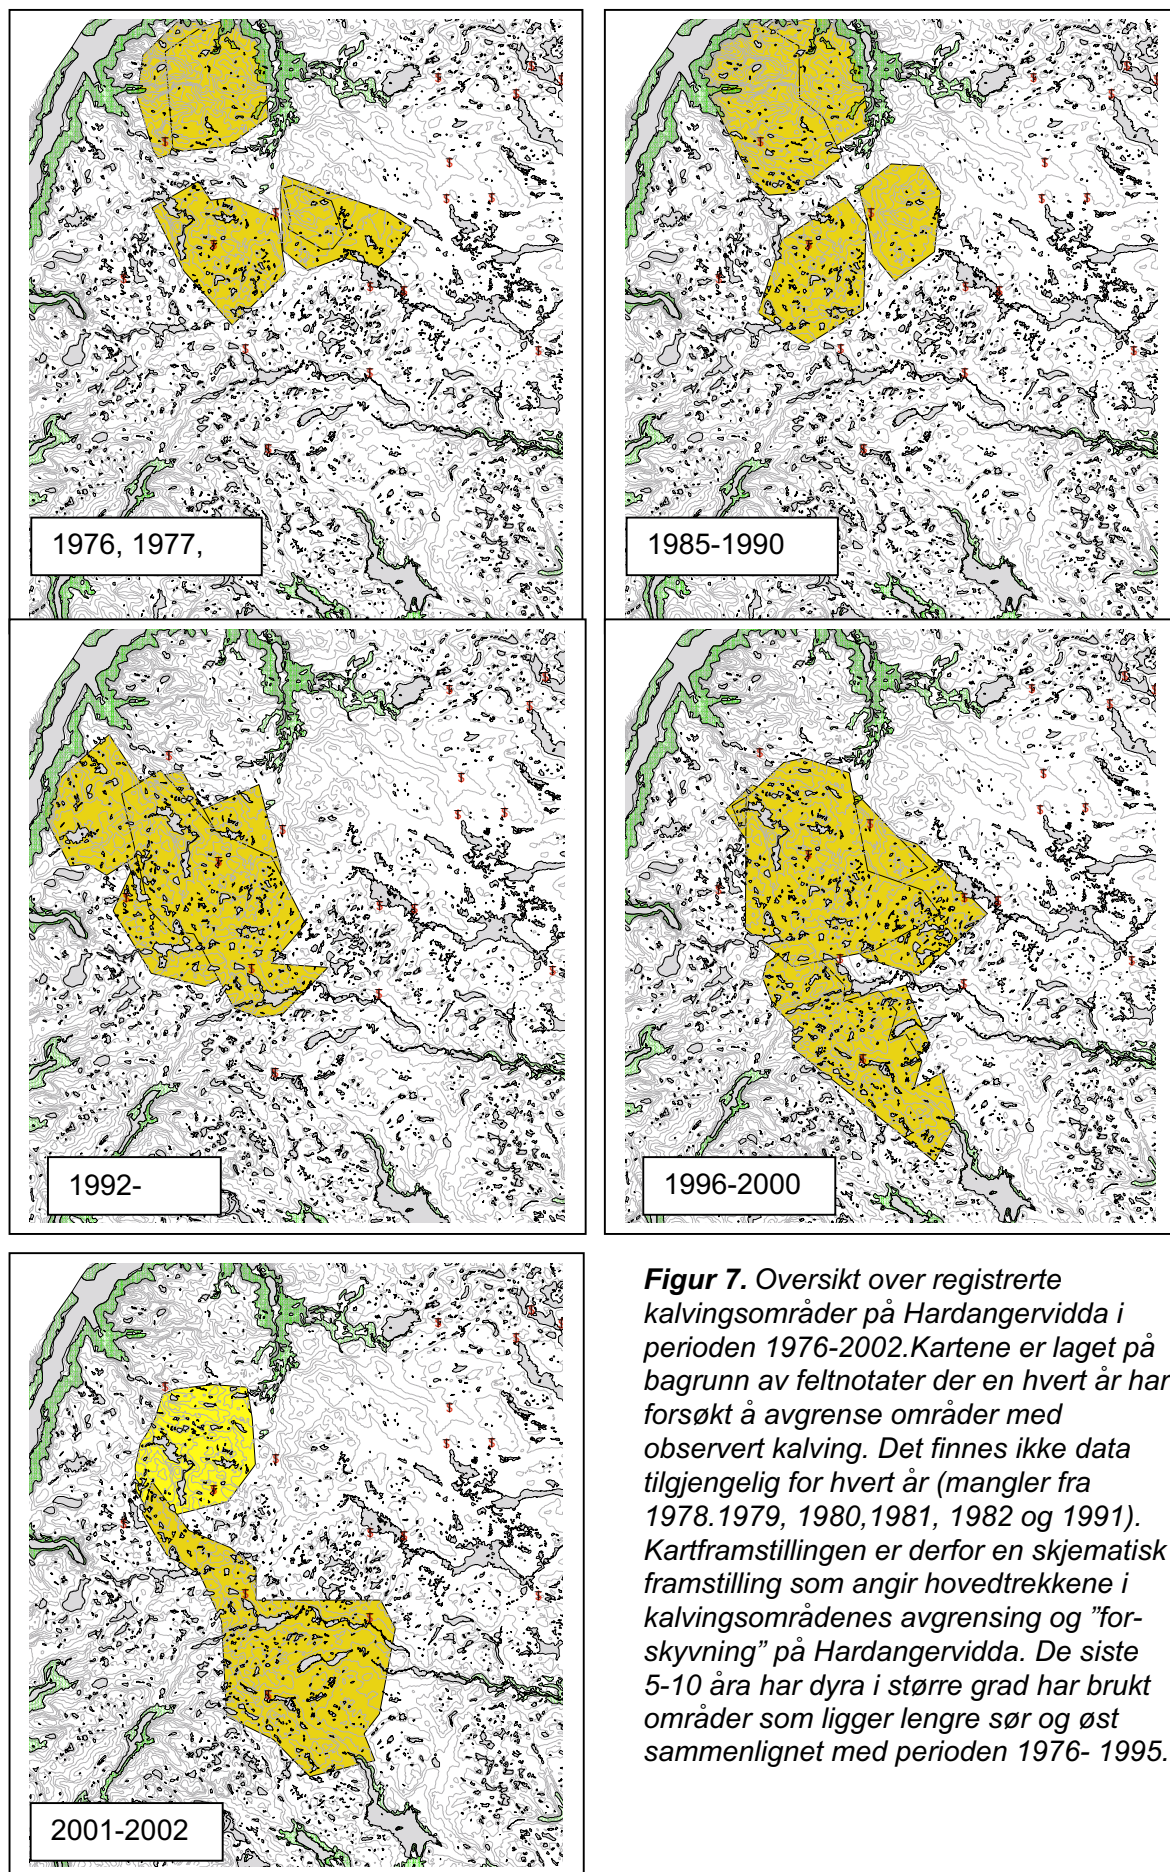 1976, 1977,
1985-1990
1992-
1996-2000
2001-2002
Figur 7. Oversikt over registrerte
kalvingsområder på Hardangervidda i
perioden 1976-2002.Kartene er laget på
bagrunn av feltnotater der en hvert år har
forsøkt å avgrense områder med
observert kalving. Det finnes ikke data
tilgjengelig for hvert år (mangler fra
1978.1979, 1980,1981, 1982 og 1991).
Kartframstillingen er derfor en skjematisk
framstilling som angir hovedtrekkene i
kalvingsområdenes avgrensing og ”for-
skyvning” på Hardangervidda. De siste
5-10 åra har dyra i større grad har brukt
områder som ligger lengre sør og øst
sammenlignet med perioden 1976- 1995.